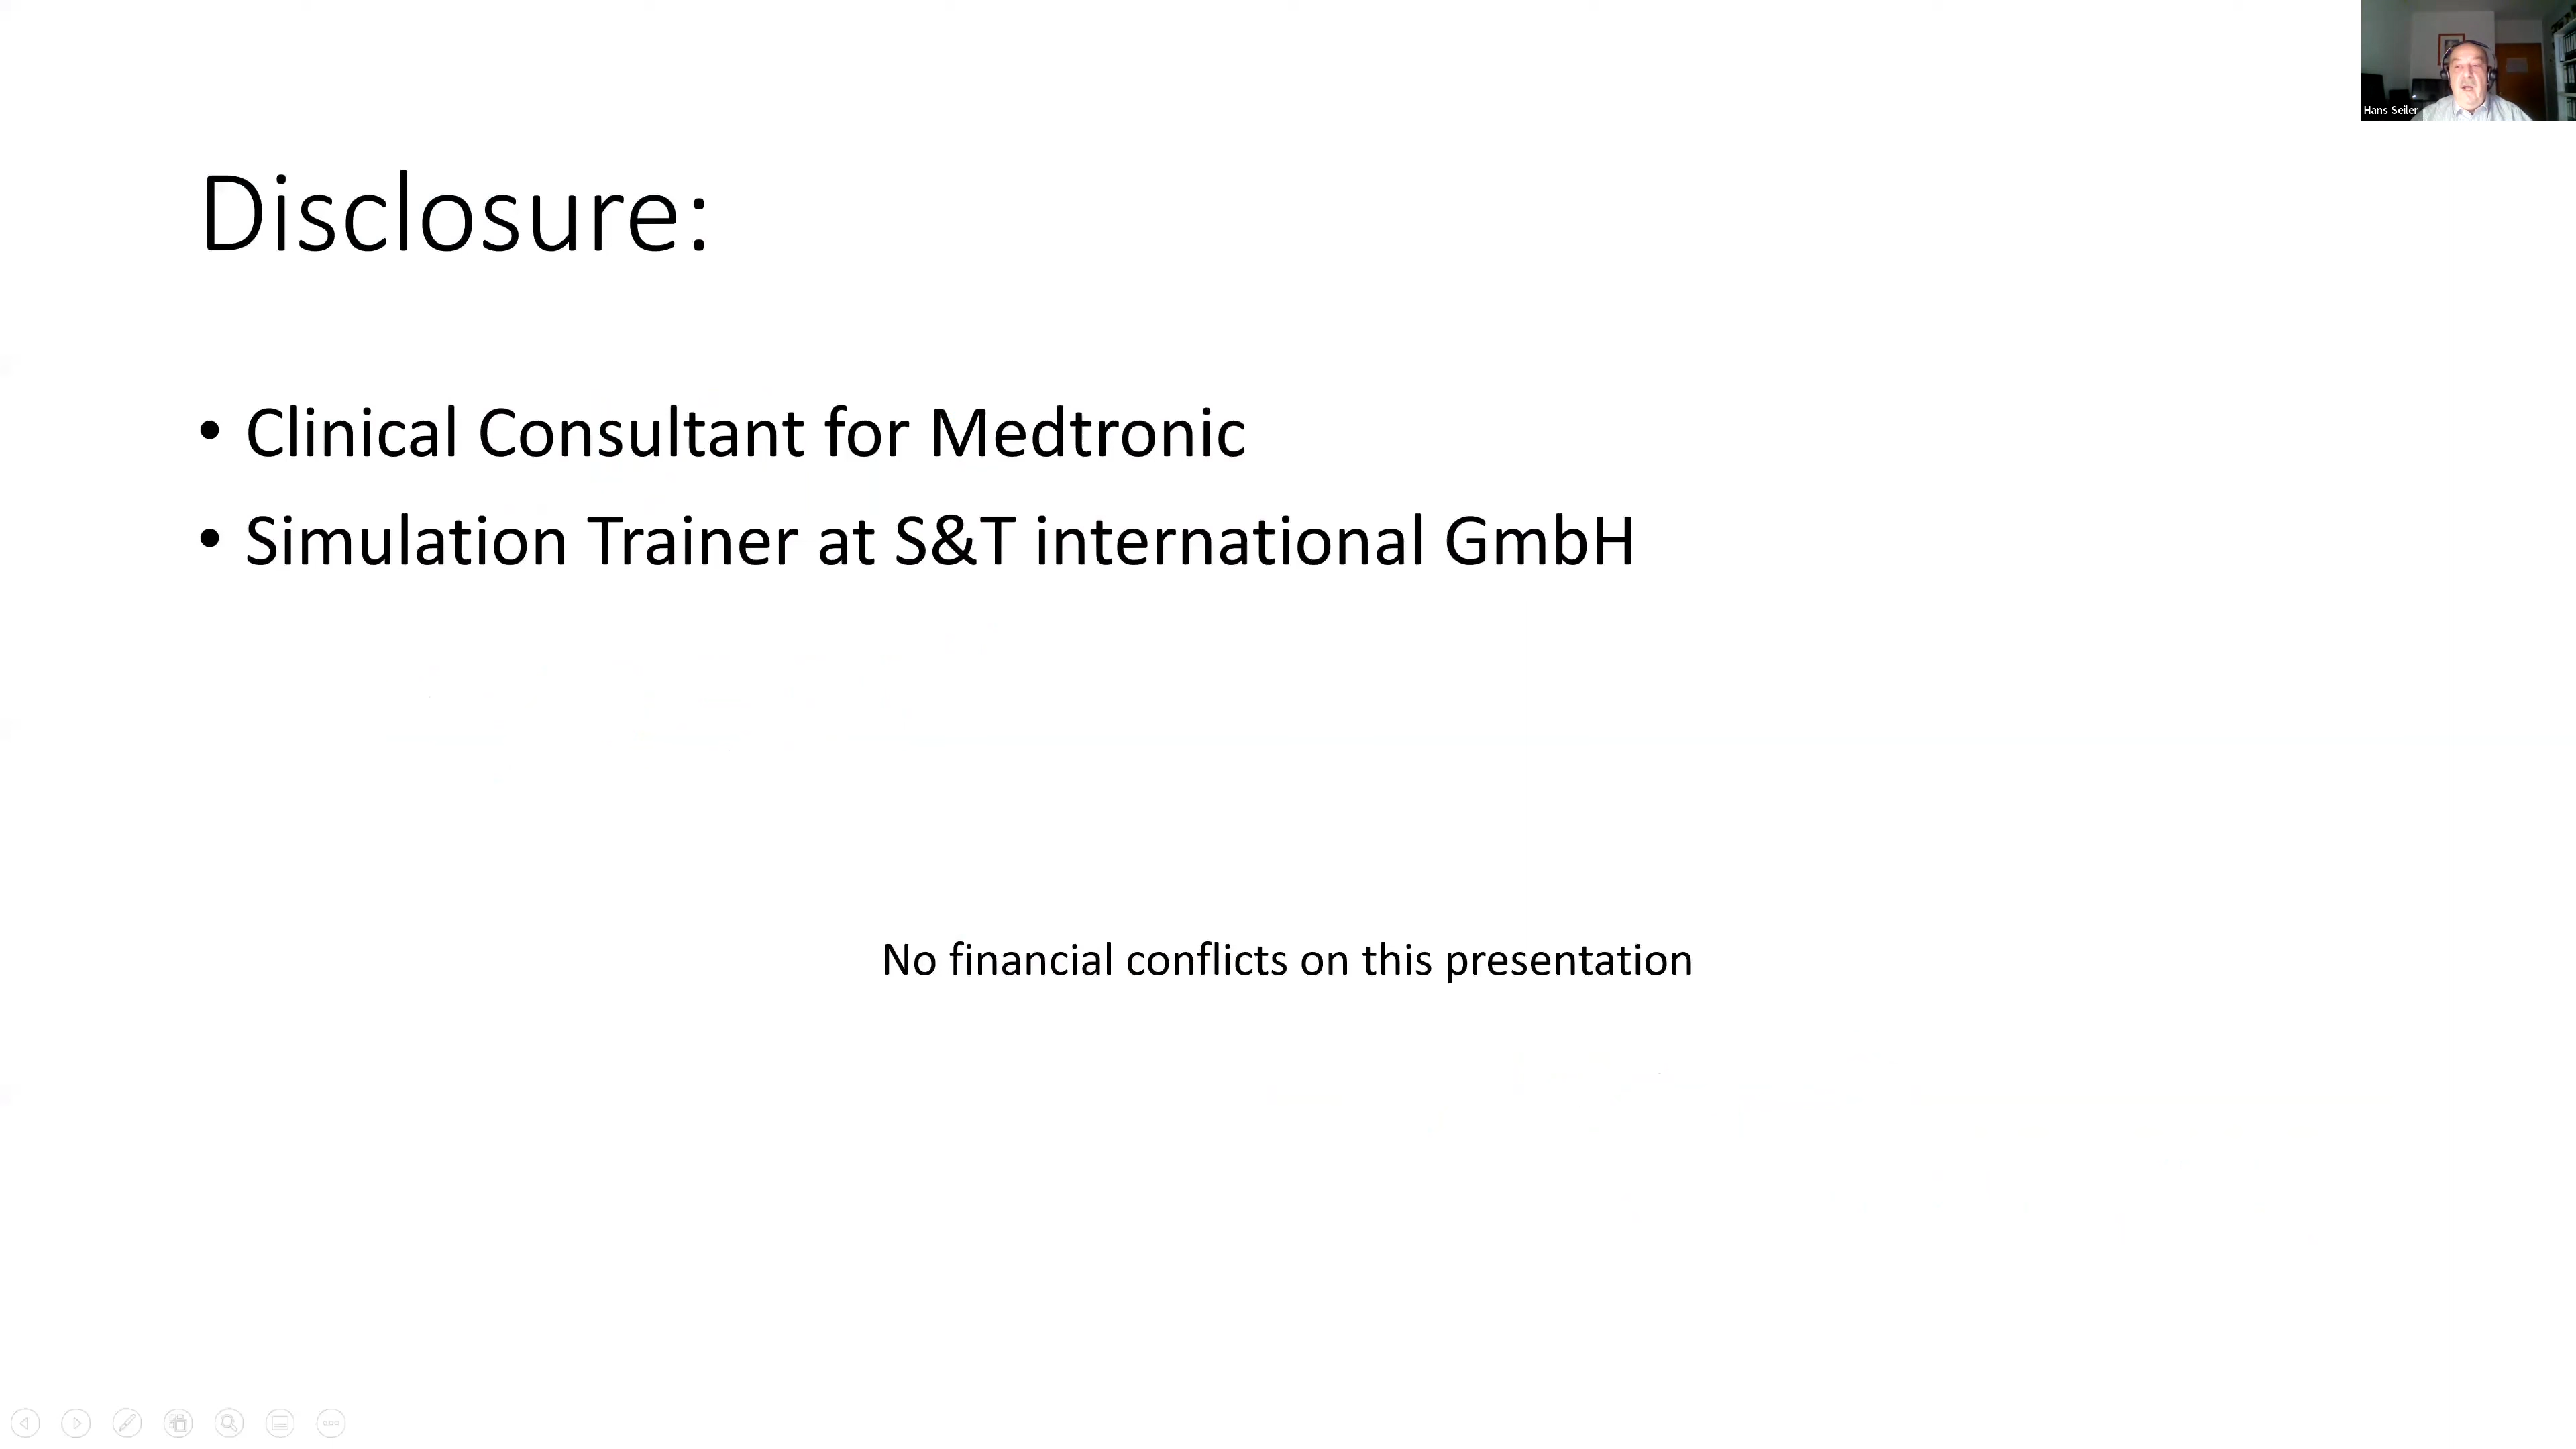 Hans Seiler
Disclosure:
• Clinical Consultant for Medtronic
• Simulation Trainer at S&T international GmbH
No financial conflicts on this presentation